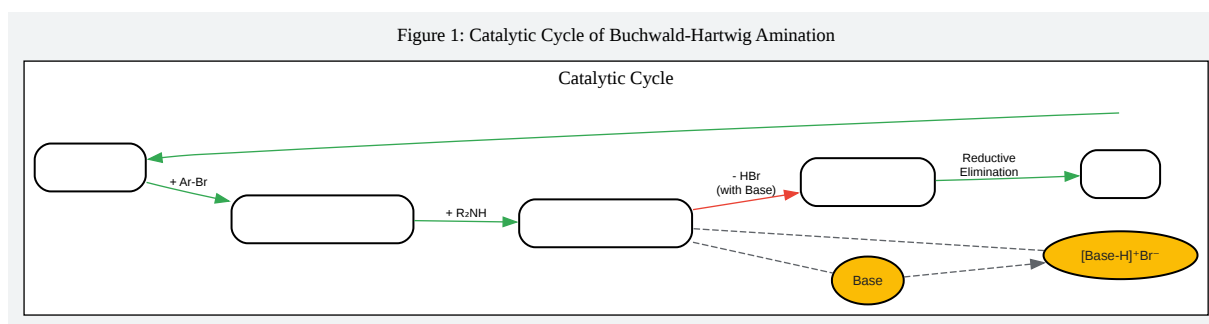 Figure 1: Catalytic Cycle of Buchwald-Hartwig Amination
Catalytic Cycle
+ Ar-Br
+ R₂NH
- HBr
(with Base)
Reductive
Elimination
Base
[Base-H]⁺Br⁻